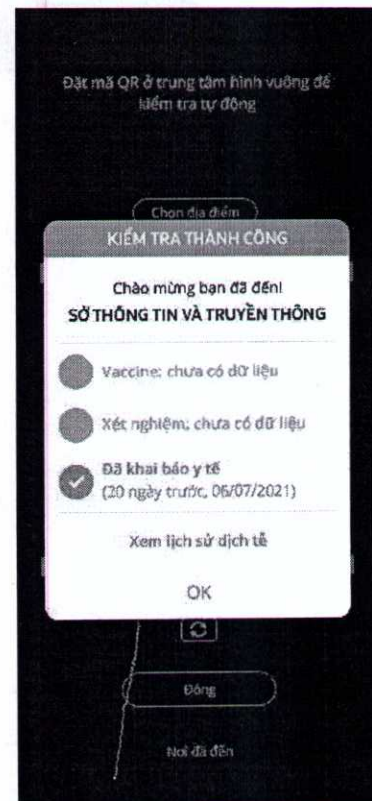 Đặt mã QR ở trung tâm hình vuông để
kiểm tra tự động
Chọn địa điểm
KIỂM TRA THÀNH CÔNG
Chào mừng bạn đã đến!
SỞ THÔNG TIN VÀ TRUYỀN THÔNG
Vaccine: chưa có dữ liệu
Xét nghiệm: chưa có dữ liệu
Đã khai báo y tế
(20 ngày trước, 06/07/2021)
Xem lịch sử dịch tễ
OK
Đóng
Nơi đã đến